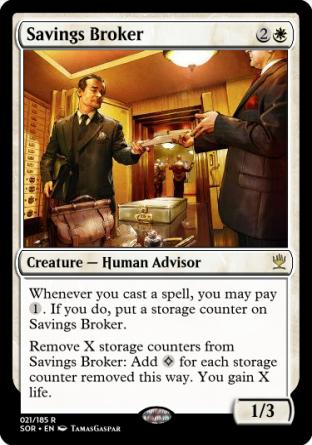 Savings Broker 2
Creature — Human Advisor
Whenever you cast a spell, you may pay
1. If you do, put a storage counter on
Savings Broker.
Remove X storage counters from
Savings Broker: Add for each storage
counter removed this way. You gain X
life.
021/185 R
SOR • EN TAMASGASPAR
1/3